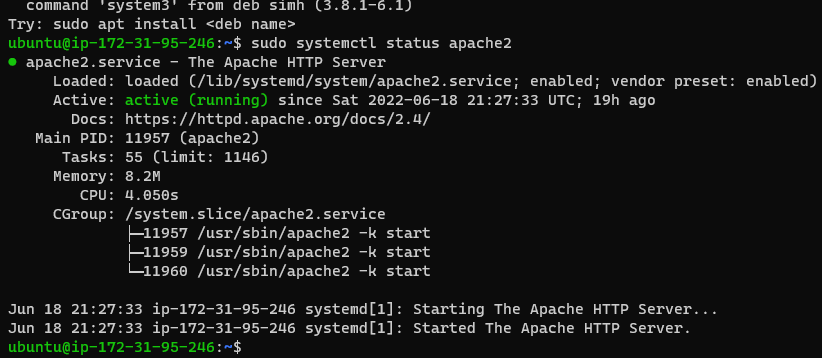 command 'system3' from deb simh (3.8.1-6.1)
Try: sudo apt install <deb name>
ubuntu@ip-172-31-95-246:~$ sudo systemctl status apache2
● apache2.service - The Apache HTTP Server
Loaded: loaded (/lib/systemd/system/apache2.service; enabled; vendor preset: enabled)
Active: active (running) since Sat 2022-06-18 21:27:33 UTC; 19h ago
Docs: https://httpd.apache.org/docs/2.4/
Main PID: 11957 (apache2)
Tasks: 55 (limit: 1146)
Memory: 8.2M
CPU: 4.050s
CGroup: /system.slice/apache2.service
├─11957 /usr/sbin/apache2 -k start
├─11959 /usr/sbin/apache2 -k start
└─11960 /usr/sbin/apache2 -k start
Jun 18 21:27:33 ip-172-31-95-246 systemd[1]: Starting The Apache HTTP Server...
Jun 18 21:27:33 ip-172-31-95-246 systemd[1]: Started The Apache HTTP Server.
ubuntu@ip-172-31-95-246:~$